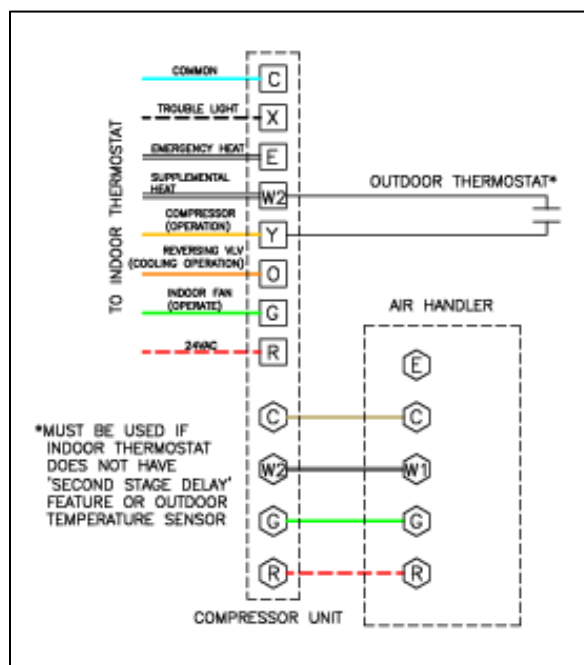 COMMON
C
TROUBLE LIGHT
X
EMERGENCY HEAT
E
SUPPLEMENTAL
HEAT
W2
OUTDOOR THERMOSTAT*
COMPRESSOR
(OPERATION)
Y
REVERSING VLV
(COOLING OPERATION)
O
INDOOR FAN
(OPERATE)
G
24VAC
R
TO INDOOR THERMOSTAT
AIR HANDLER
E
C
C
W2
W1
G
G
R
R
*MUST BE USED IF
INDOOR THERMOSTAT
DOES NOT HAVE
'SECOND STAGE DELAY'
FEATURE OR OUTDOOR
TEMPERATURE SENSOR
COMPRESSOR UNIT